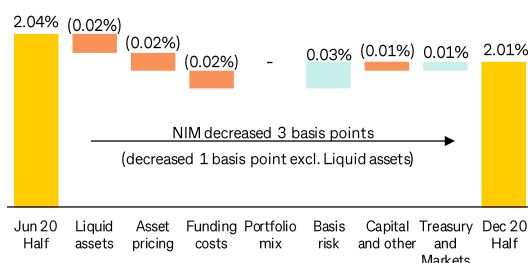 2.04%
(0.02%)
(0.02%)
(0.02%)
-
0.03%
(0.01%)
0.01%
2.01%
NIM decreased 3 basis points
(decreased 1 basis point excl. Liquid assets)
Jun 20
Half
Liquid
assets
Asset
pricing
Funding
costs
Portfolio
mix
Basis
risk
Capital
and other
Treasury
and
Markets
Dec 20
Half